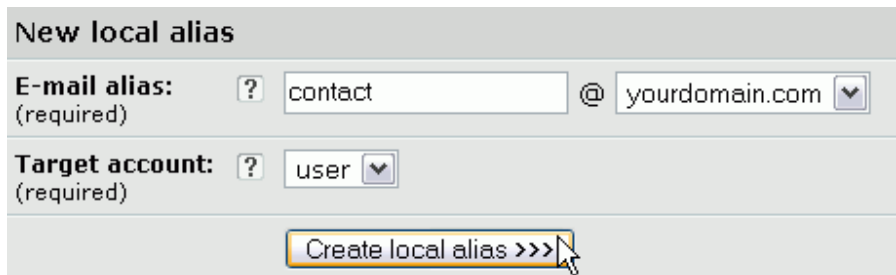 New local alias
E-mail alias: ? contact @ yourdomain.com
(required)
Target account: ? user
(required)
Create local alias >>>